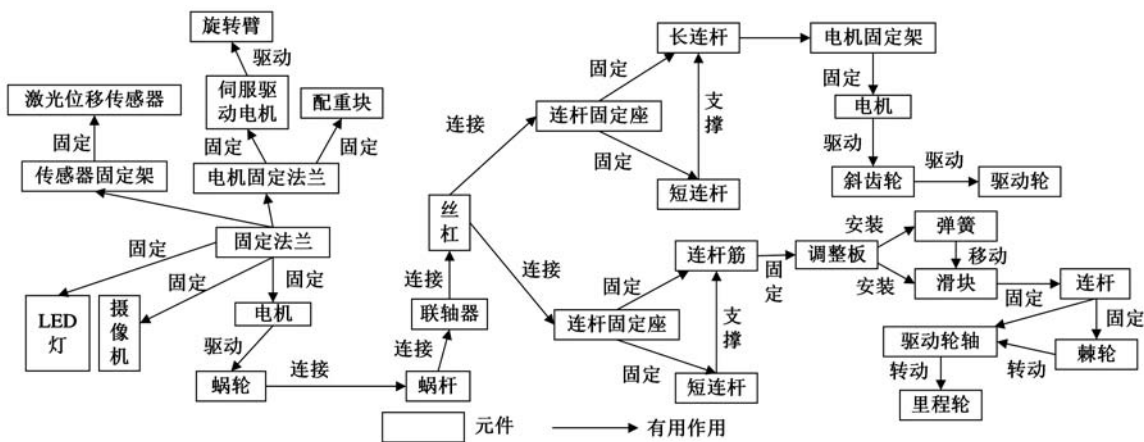 旋转臂
驱动
激光位移传感器
伺服驱
动电机
配重块
固定
固定
固定
传感器固定架
电机固定法兰
固定法兰
固定
固定
固定
LED
灯
摄
像
机
电机
驱动
蜗轮
连接
蜗杆
连接
联轴器
连接
丝
杠
连接
连接
长连杆
电机固定架
固定
连杆固定座
固定
支
撑
短连杆
固定
电机
驱动
斜齿轮
驱动
驱动轮
连杆筋
固
定
调整板
安装
弹簧
移动
安装
滑块
固定
连杆
固定
连杆固定座
固定
支
撑
固定
短连杆
驱动轮轴
转动
棘轮
转动
里程轮
元件
有用作用